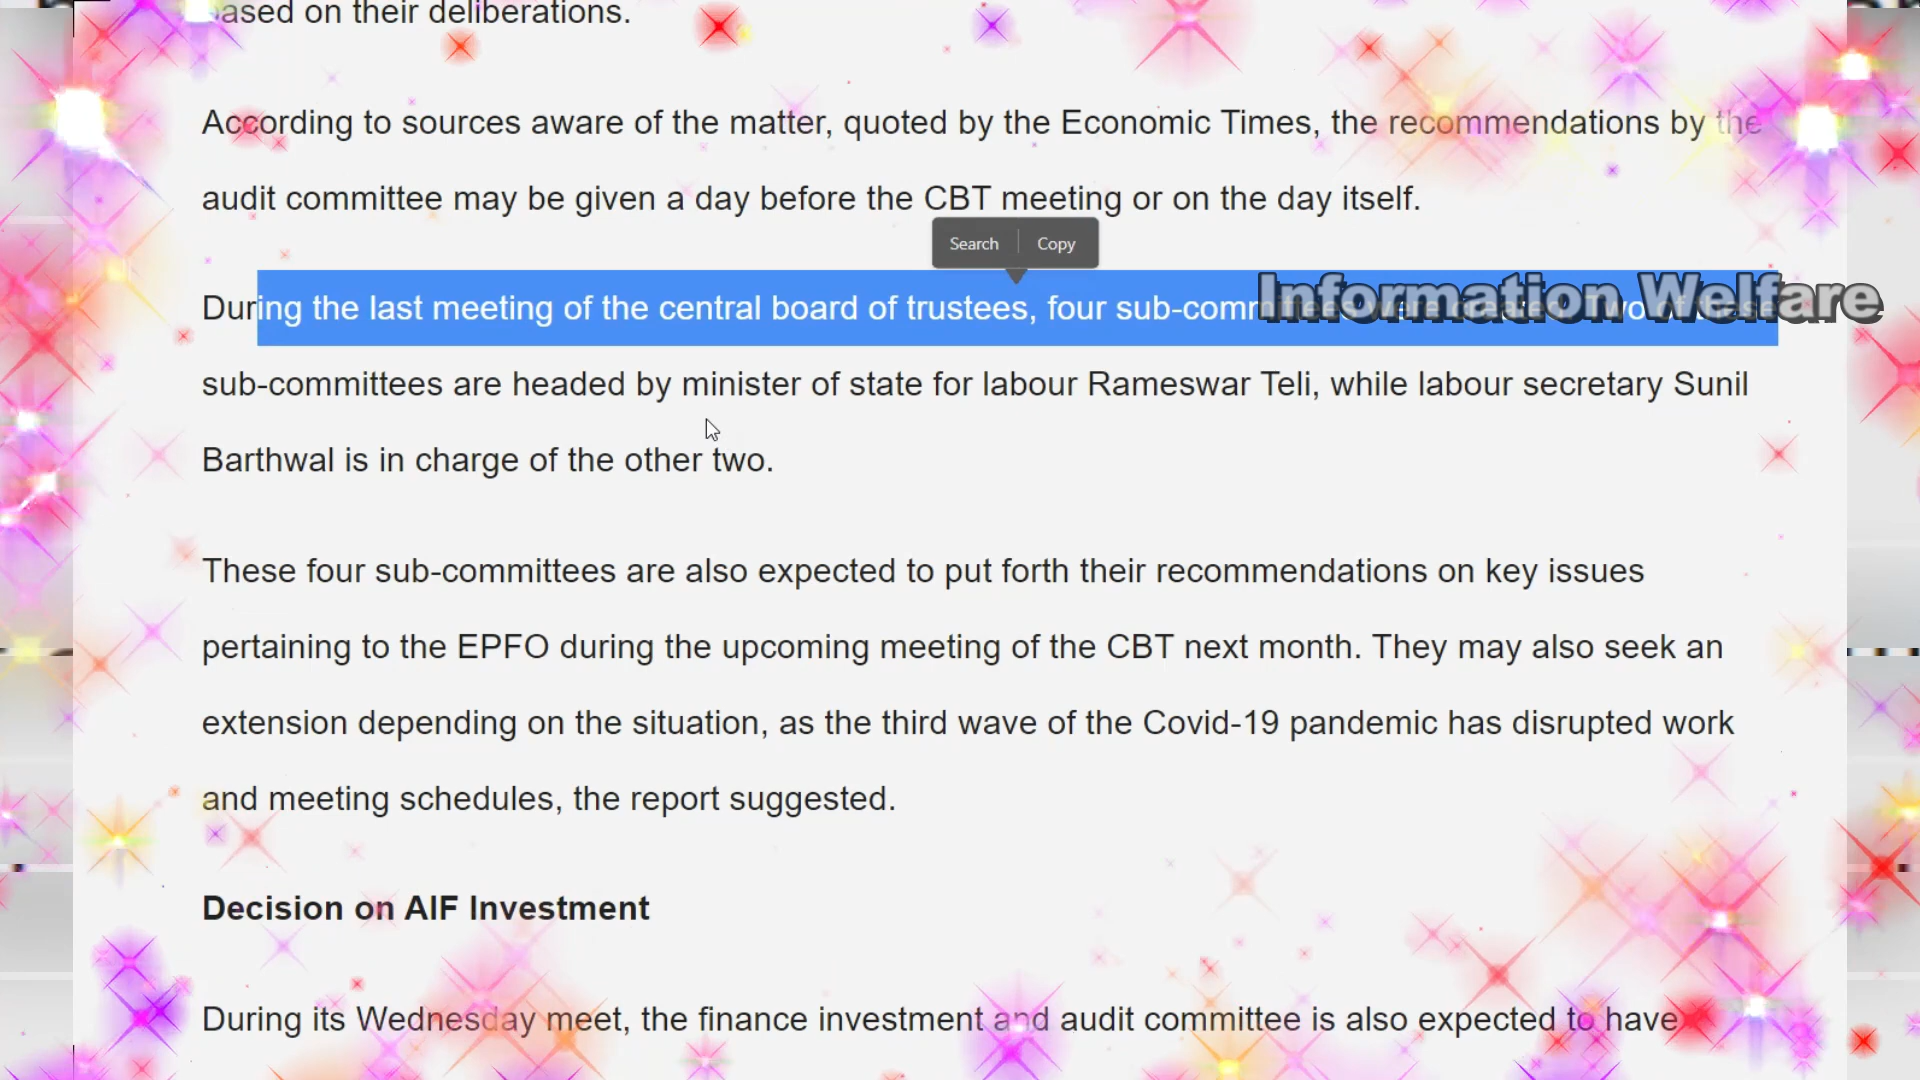 based on their deliberations.
According to sources aware of the matter, quoted by the Economic Times, the recommendations by the
audit committee may be given a day before the CBT meeting or on the day itself.
Search Copy
During the last meeting of the central board of trustees, four sub-committees were created. Two of these
Information Welfare
sub-committees are headed by minister of state for labour Rameswar Teli, while labour secretary Sunil
Barthwal is in charge of the other two.
These four sub-committees are also expected to put forth their recommendations on key issues
pertaining to the EPFO during the upcoming meeting of the CBT next month. They may also seek an
extension depending on the situation, as the third wave of the Covid-19 pandemic has disrupted work
and meeting schedules, the report suggested.
Decision on AIF Investment
During its Wednesday meet, the finance investment and audit committee is also expected to have